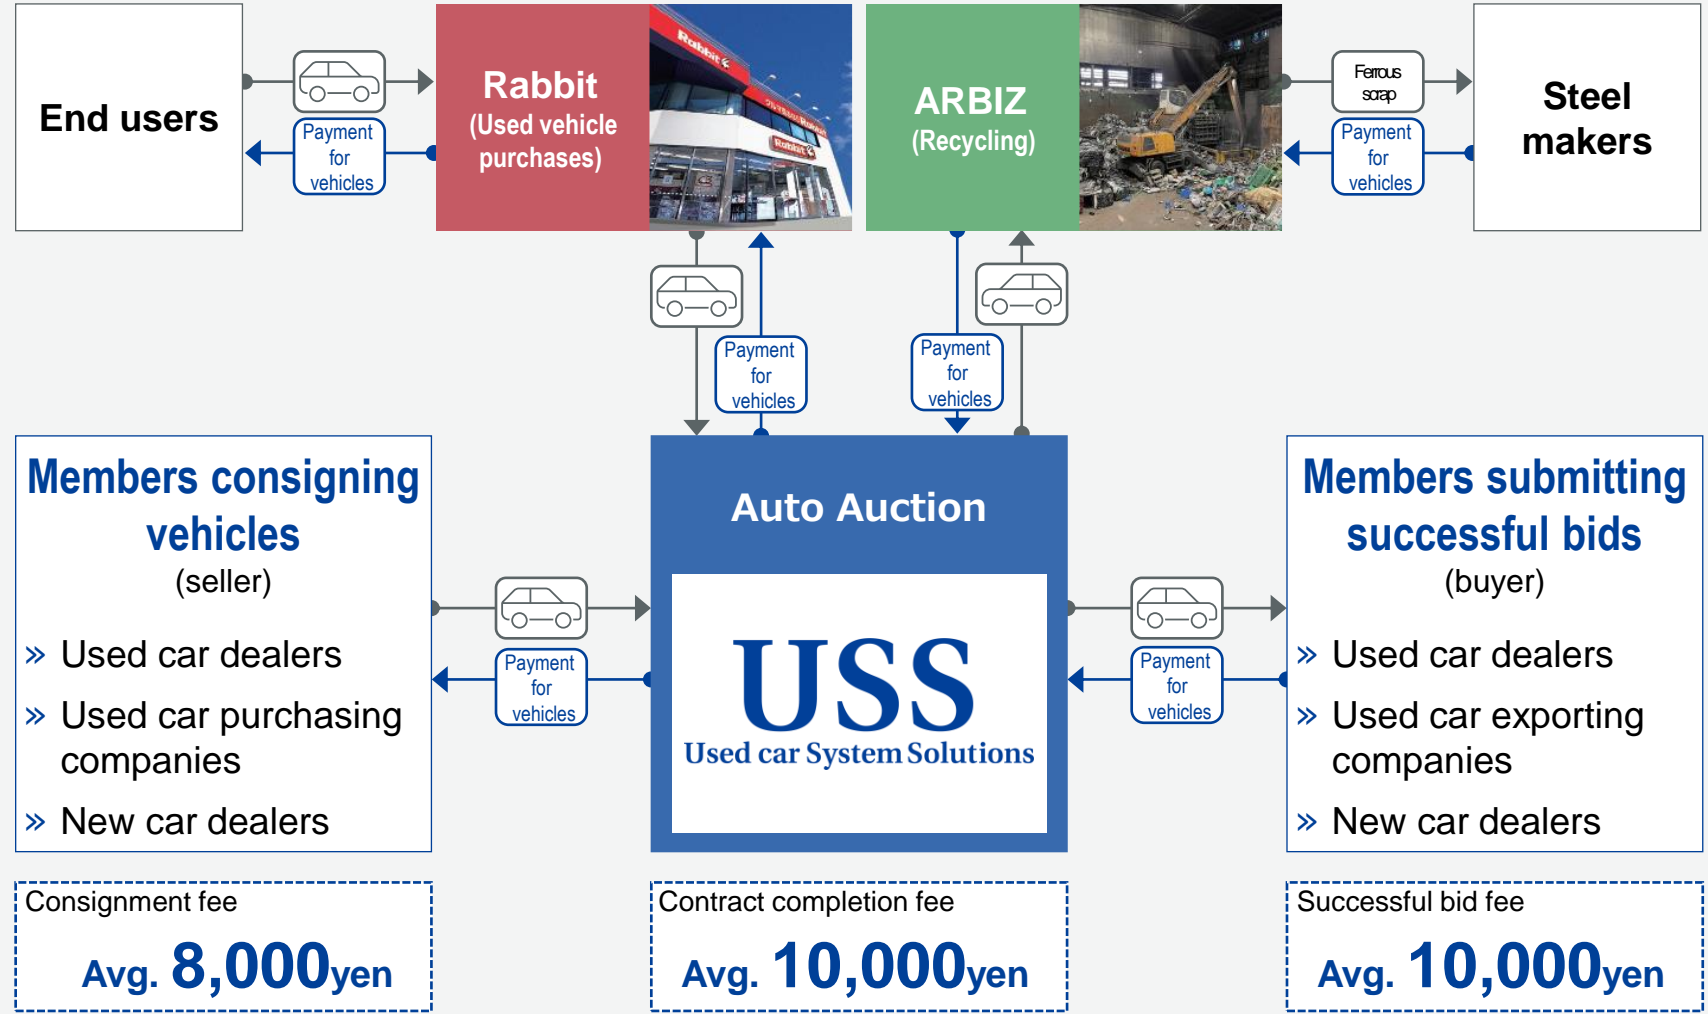 End users
Payment
for
vehicles
Rabbit
(Used vehicle
purchases)
Rabbit
Rabbit
Rabbit
ARBIZ
(Recycling)
Ferrous
scrap
Payment
for
vehicles
Steel
makers
Payment
for
vehicles
Payment
for
vehicles
Members consigning
vehicles
(seller)
» Used car dealers
» Used car purchasing
companies
» New car dealers
Payment
for
vehicles
Auto Auction
USS
Used car System Solutions
Payment
for
vehicles
Members submitting
successful bids
(buyer)
» Used car dealers
» Used car exporting
companies
» New car dealers
Consignment fee
Avg. 8,000yen
Contract completion fee
Avg. 10,000yen
Successful bid fee
Avg. 10,000yen